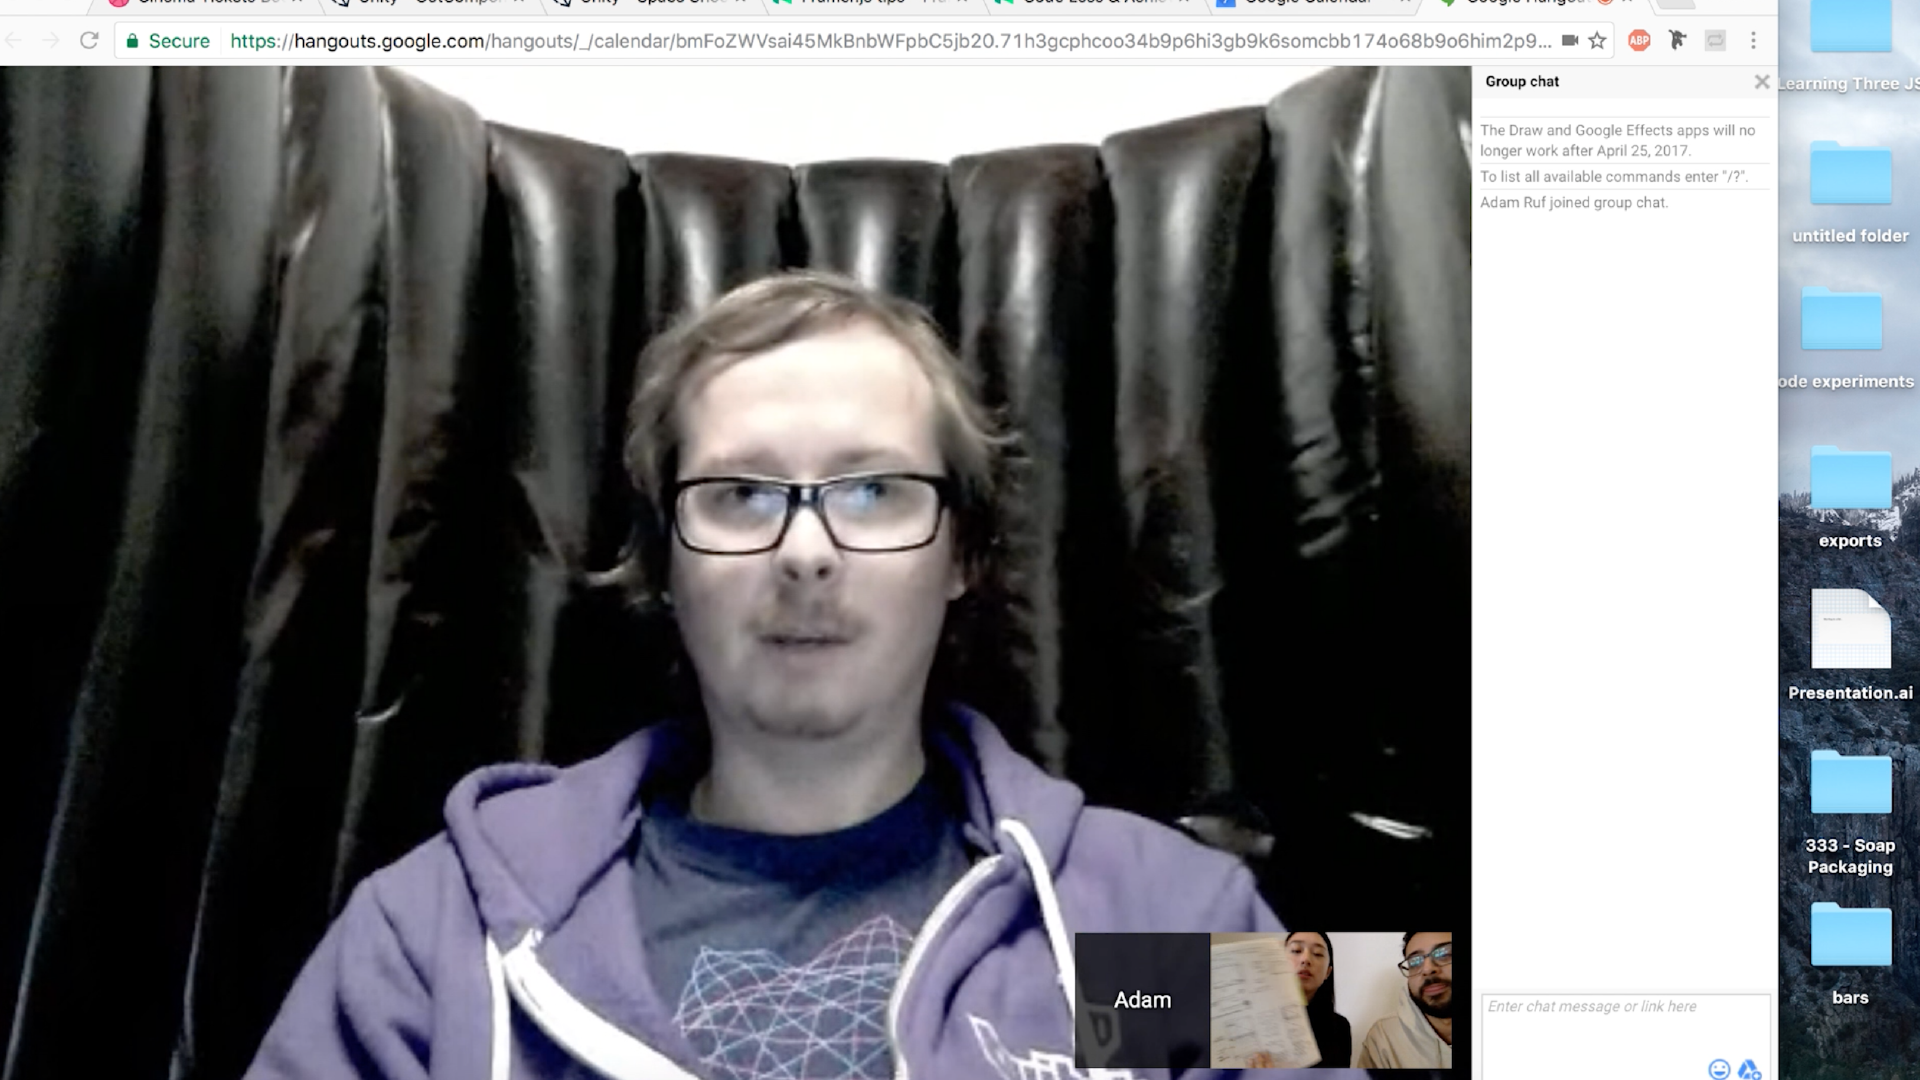 Secure
https://hangouts.google.com/hangouts/_/calendar/bmFoZWVsai45MkBnbWFpbC5jb20.71h3gcphcoo34b9p6hi3gb9k6somcbb174o68b9o6him2p9...
ABP
Group chat
The Draw and Google Effects apps will no
longer work after April 25, 2017.
To list all available commands enter "/?".
Adam Ruf joined group chat.
Enter chat message or link here
Adam
Learning Three JS
untitled folder
ode experiments
exports
Presentation.ai
333 - Soap
Packaging
bars